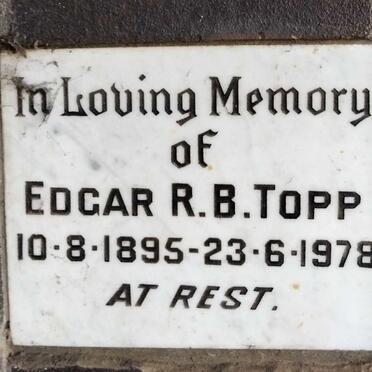 In Loving Memory
of
EDGAR R.B. TOPP
10·8·1895-23·6·1978
AT REST.